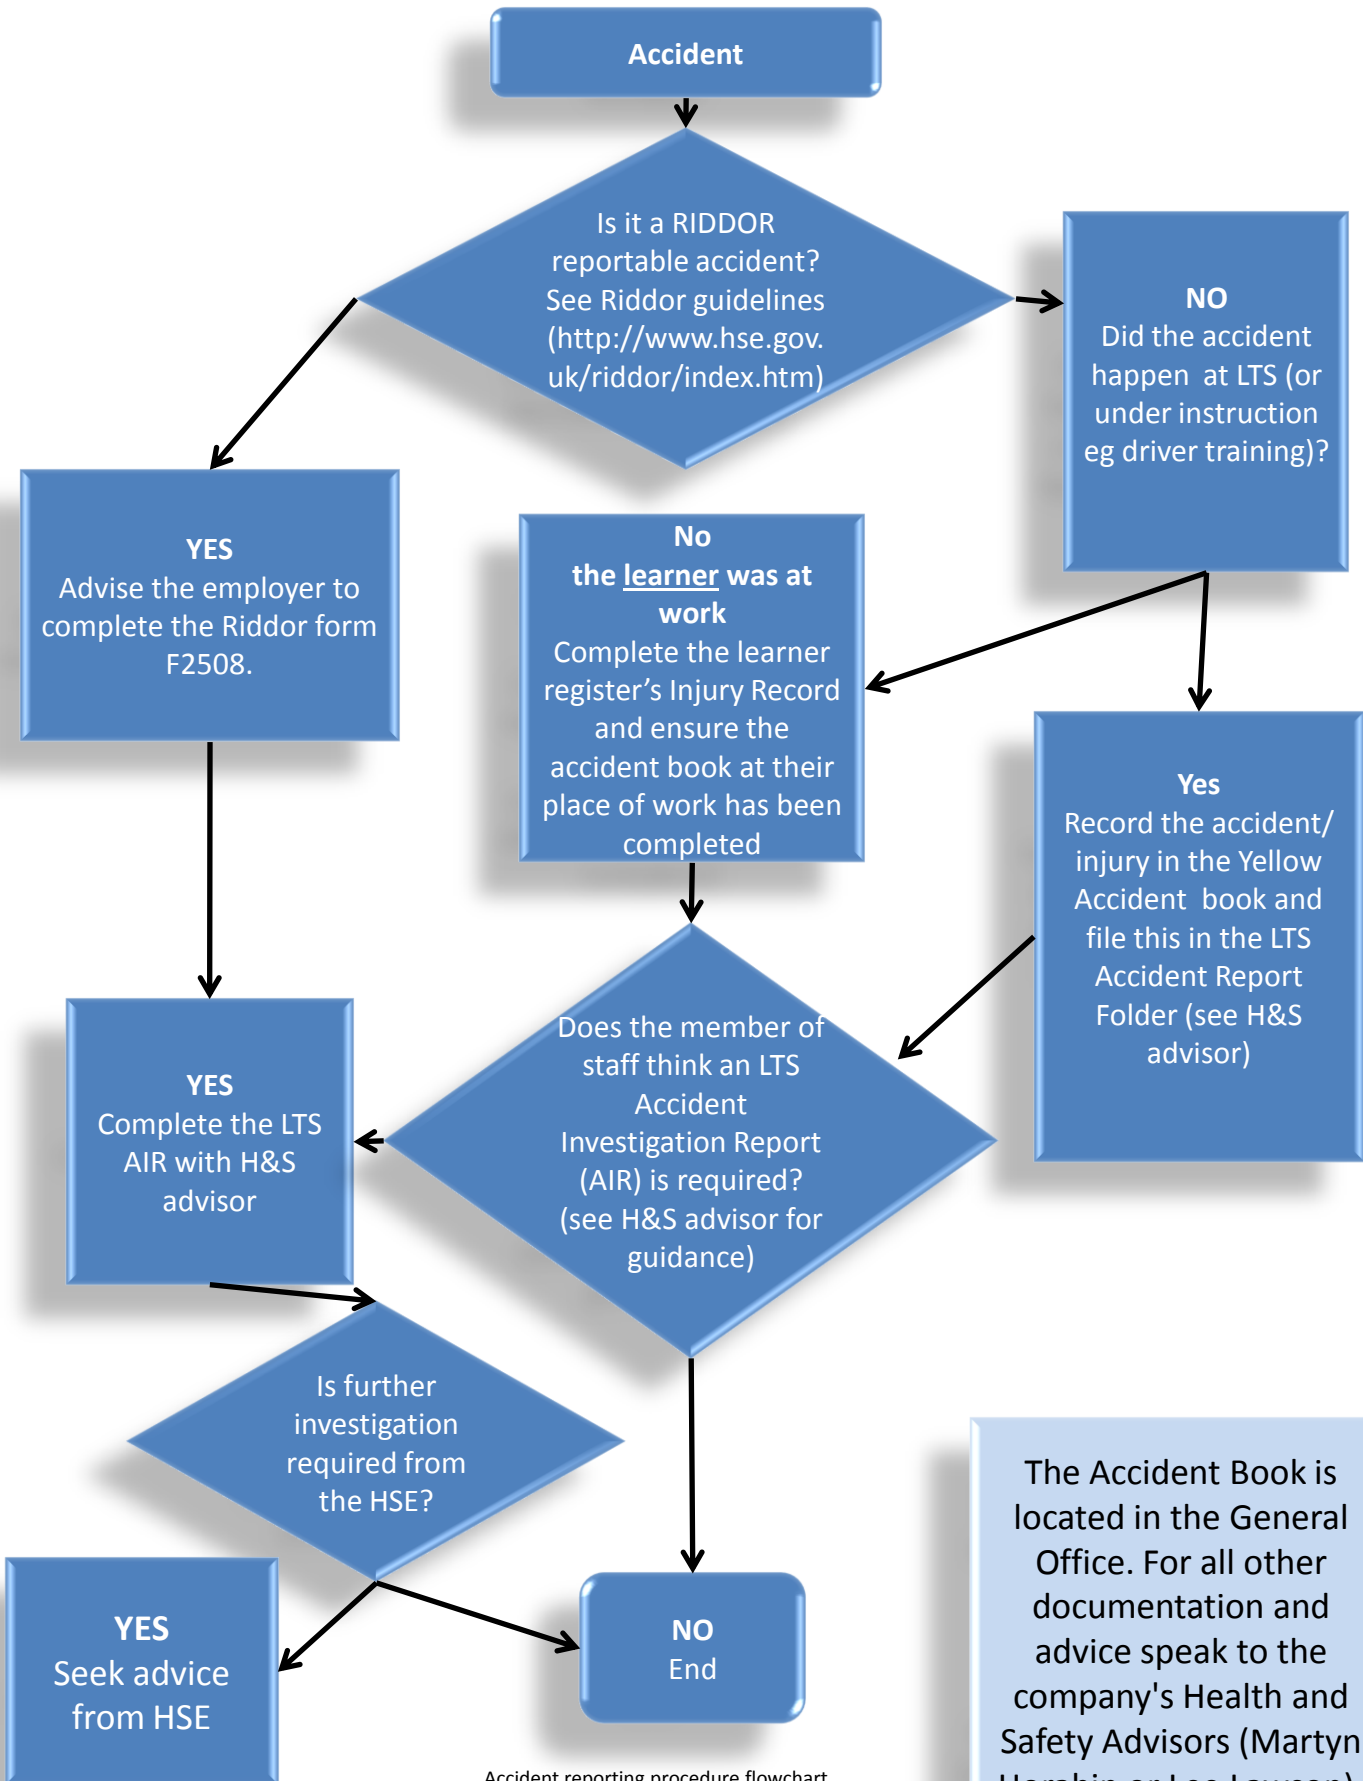 Accident
Is it a RIDDOR
reportable accident?
See Riddor guidelines
(http://www.hse.gov.
uk/riddor/index.htm)
NO
Did the accident
happen at LTS (or
under instruction
eg driver training)?
YES
Advise the employer to
complete the Riddor form
F2508.
No
the learner was at
work
Complete the learner
register’s Injury Record
and ensure the
accident book at their
place of work has been
completed
Yes
Record the accident/
injury in the Yellow
Accident book and
file this in the LTS
Accident Report
Folder (see H&S
advisor)
Does the member of
staff think an LTS
Accident
Investigation Report
(AIR) is required?
(see H&S advisor for
guidance)
YES
Complete the LTS
AIR with H&S
advisor
Is further
investigation
required from
the HSE?
YES
Seek advice
from HSE
NO
End
The Accident Book is
located in the General
Office. For all other
documentation and
advice speak to the
company's Health and
Safety Advisors (Martyn
or Lee Lawson)
Accident reporting procedure flowchart